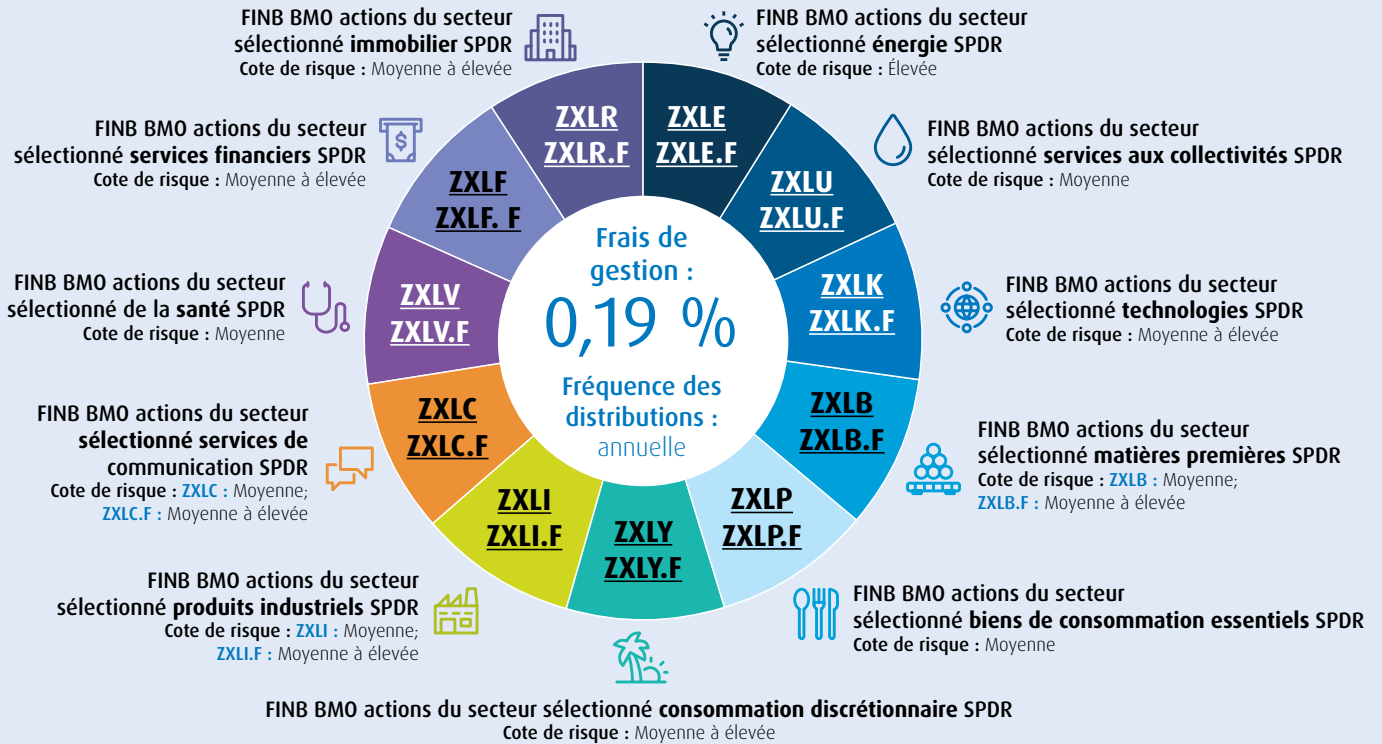 FINB BMO actions du secteur
sélectionné immobilier SPDR
Cote de risque : Moyenne à élevée
FINB BMO actions du secteur
sélectionné énergie SPDR
Cote de risque : Élevée
FINB BMO actions du secteur
sélectionné services financiers SPDR
Cote de risque : Moyenne à élevée
FINB BMO actions du secteur
sélectionné services aux collectivités SPDR
Cote de risque : Moyenne
FINB BMO actions du secteur
sélectionné de la santé SPDR
Cote de risque : Moyenne
FINB BMO actions du secteur
sélectionné technologies SPDR
Cote de risque : Moyenne à élevée
FINB BMO actions du secteur
sélectionné services de
communication SPDR
Cote de risque : ZXLC : Moyenne;
ZXLC.F : Moyenne à élevée
FINB BMO actions du secteur
sélectionné matières premières SPDR
Cote de risque : ZXLB : Moyenne;
ZXLB.F : Moyenne à élevée
FINB BMO actions du secteur
sélectionné produits industriels SPDR
Cote de risque : ZXLI : Moyenne;
ZXLI.F : Moyenne à élevée
FINB BMO actions du secteur
sélectionné biens de consommation essentiels SPDR
Cote de risque : Moyenne
FINB BMO actions du secteur sélectionné consommation discrétionnaire SPDR
Cote de risque : Moyenne à élevée
ZXLR
ZXLR.F
ZXLE
ZXLE.F
ZXLU
ZXLU.F
ZXLK
ZXLK.F
ZXLB
ZXLB.F
ZXLP
ZXLP.F
ZXLY
ZXLY.F
ZXLI
ZXLI.F
ZXLC
ZXLC.F
ZXLV
ZXLV.F
ZXLF
ZXLF. F
Frais de
gestion :
0,19 %
Fréquence des
distributions :
annuelle
$